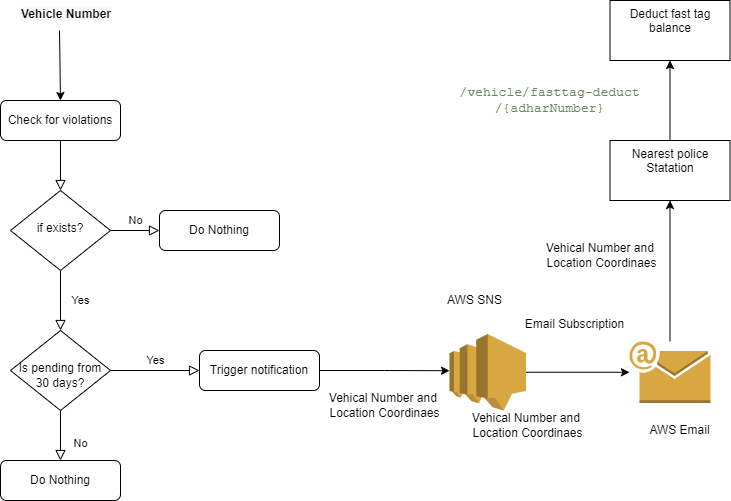 Vehicle Number
Check for violations
if exists?
No
Do Nothing
Yes
Is pending from
30 days?
Yes
Trigger notification
No
Do Nothing
Vehical Number and
Location Coordinaes
AWS SNS
Vehical Number and
Location Coordinaes
Email Subscription
@
AWS Email
Vehical Number and
Location Coordinaes
Nearest police
Statation
/vehicle/fasttag-deduct
/{adharNumber}
Deduct fast tag
balance